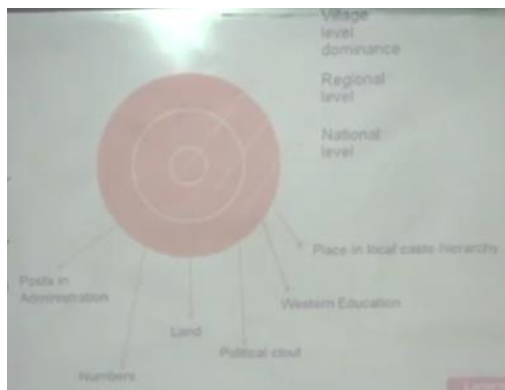 Village
level
dominance
Regional
level
National
level
Place in local caste hierarchy
Posts in
Administration
Western Education
Land
Political clout
Numbers